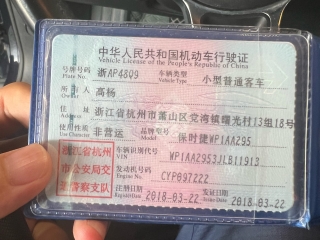 中华人民共和国机动车行驶证
Vehicle License of the People's Republic of China
号牌号码 浙AP4809 车辆类型 小型普通客车
Plate No. Vehicle Type
所有人 高杨
Owner
住址 浙江省杭州市萧山区党湾镇曙光村13组18号
Address
使用性质 非营运 品牌型号 保时捷WP1AA295
Use Character Model
浙江省杭州市公安局交通警察支队
车辆识别代号 WP1AA2953JLB11913
VIN
发动机号码 CYP097222
Engine No.
注册日期 2018-03-22 发证日期 2018-03-22
Register Date Issue Date